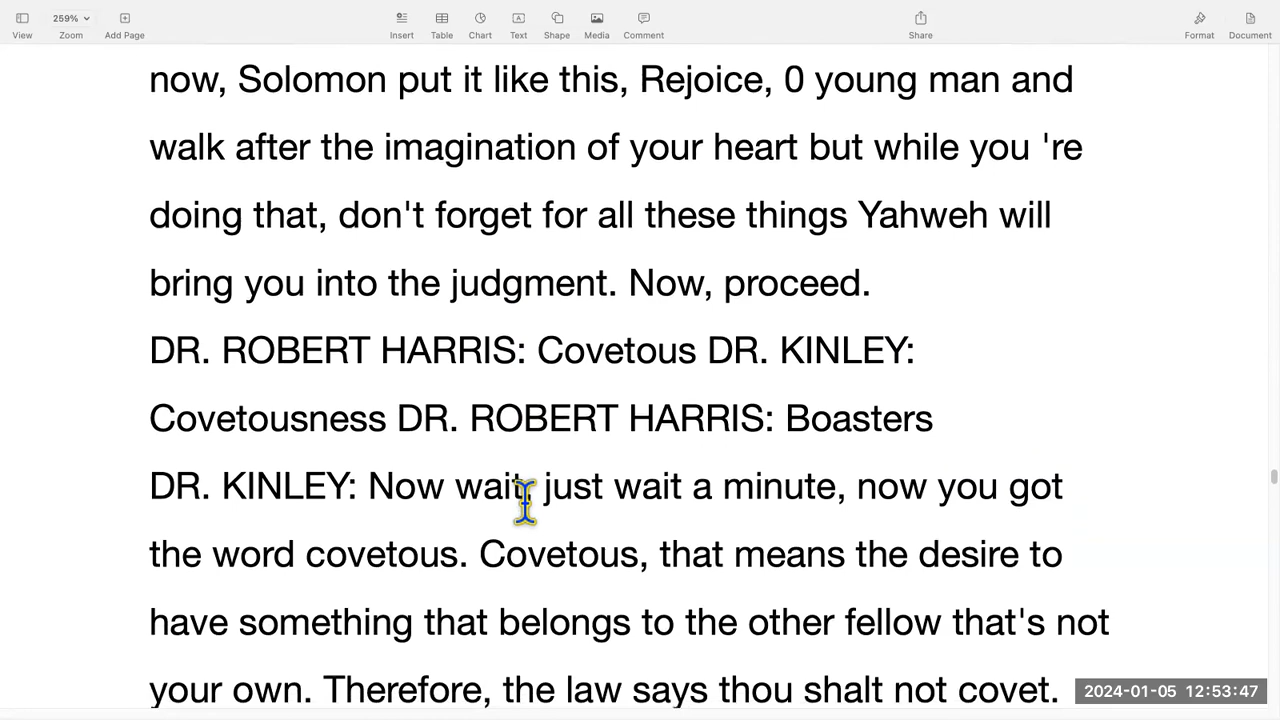 View
259%
Zoom
Add Page
Insert
Table
Chart
Text
Shape
Media
Comment
Share
Format
Document
now, Solomon put it like this, Rejoice, 0 young man and
walk after the imagination of your heart but while you 're
doing that, don't forget for all these things Yahweh will
bring you into the judgment. Now, proceed.
DR. ROBERT HARRIS: Covetous DR. KINLEY:
Covetousness DR. ROBERT HARRIS: Boasters
DR. KINLEY: Now wait, just wait a minute, now you got
the word covetous. Covetous, that means the desire to
have something that belongs to the other fellow that's not
your own. Therefore, the law says thou shalt not covet.
2024-01-05 12:53:47